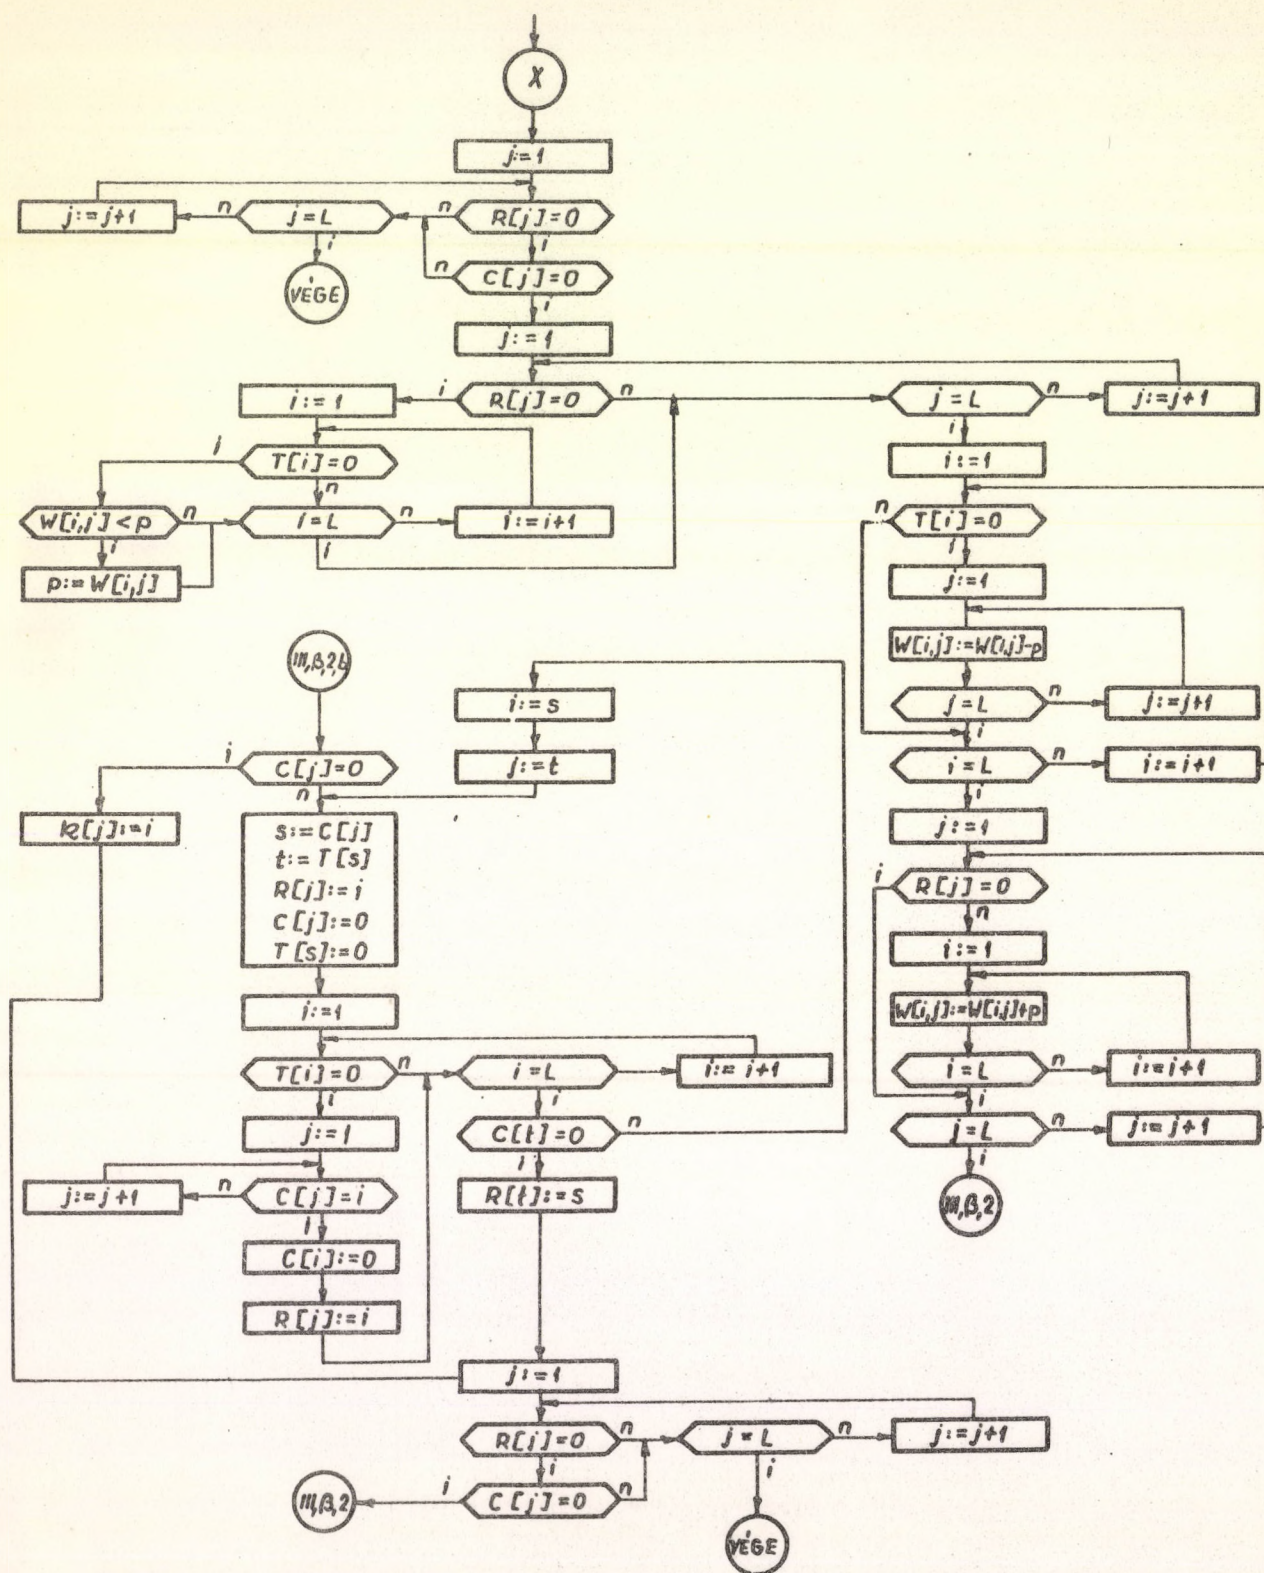 X
j:=1
j:=j+1
n
j=L
n
R[j]=0
i
i
n
C[j]=0
VÉGE
i
j:=1
i:=1
i
R[j]=0
n
j=L
n
j:=j+1
i
i
T[i]=0
i:=1
n
W[i,j]<p
n
i=L
n
i:=i+1
n
T[i]=0
i
i
i
p:=W[i,j]
j:=1
W[i,j]:=W[i,j]-p
III,β,2,b
i:=s
j=L
n
j:=j+1
i
i
C[j]=0
j:=t
i=L
n
i:=i+1
n
i
R[j]:=i
s:=C[j]
j:=1
t:=T[s]
R[j]:=i
i
R[j]=0
C[j]:=0
n
T[s]:=0
i:=1
i:=1
W[i,j]:=W[i,j]+p
T[i]=0
n
i=L
i:=i+1
i=L
n
i:=i+1
i
i
i
j:=1
C[t]=0
n
j=L
n
j:=j+1
i
i
j:=j+1
n
C[j]=i
R[t]:=s
III,β,2
i
C[i]:=0
R[j]:=i
j:=1
R[j]=0
n
j=L
n
j:=j+1
i
i
III,β,2
i
C[j]=0
n
VÉGE